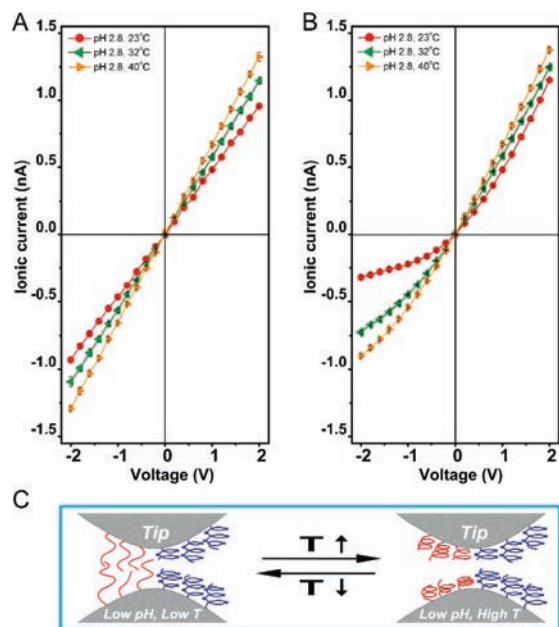 A
pH 2.8, 23°C
pH 2.8, 32°C
pH 2.8, 40°C
1.5
1.0
0.5
0.0
-0.5
-1.0
-1.5
Ionic current (nA)
-2 -1 0 1 2
Voltage (V)
B
pH 2.8, 23°C
pH 2.8, 32°C
pH 2.8, 40°C
1.5
1.0
0.5
0.0
-0.5
-1.0
-1.5
Ionic current (nA)
-2 -1 0 1 2
Voltage (V)
C
Tip
Low pH, Low T
T ↑
T ↓
Tip
Low pH, High T